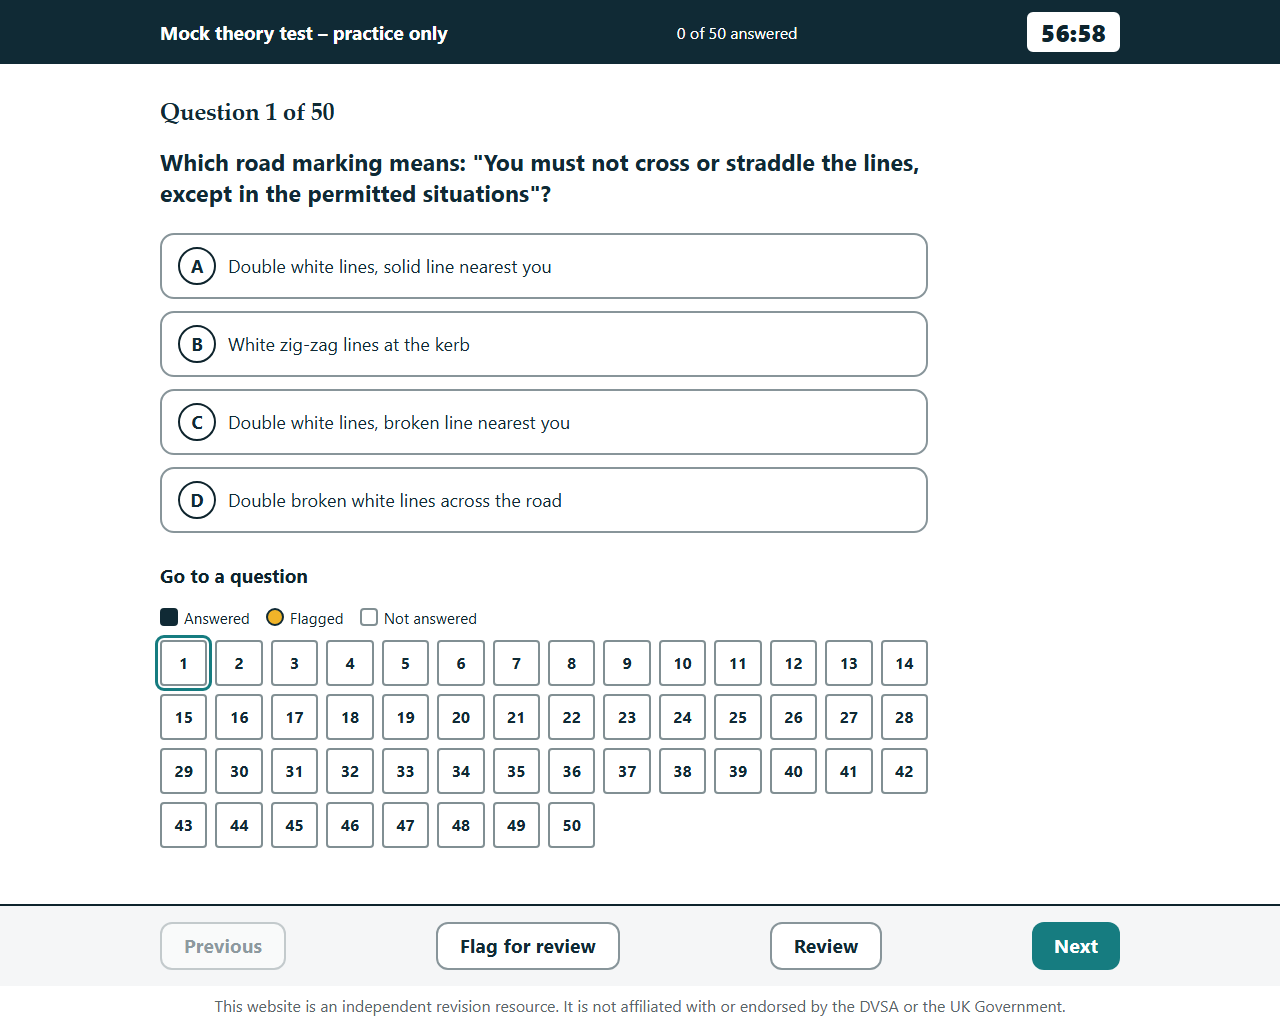 Mock theory test – practice only
0 of 50 answered
56:58
Question 1 of 50
Which road marking means: "You must not cross or straddle the lines,
except in the permitted situations"?
A Double white lines, solid line nearest you
B White zig-zag lines at the kerb
C Double white lines, broken line nearest you
D Double broken white lines across the road
Go to a question
Answered Flagged Not answered
1 2 3 4 5 6 7 8 9 10 11 12 13 14
15 16 17 18 19 20 21 22 23 24 25 26 27 28
29 30 31 32 33 34 35 36 37 38 39 40 41 42
43 44 45 46 47 48 49 50
Previous Flag for review Review Next
This website is an independent revision resource. It is not affiliated with or endorsed by the DVSA or the UK Government.